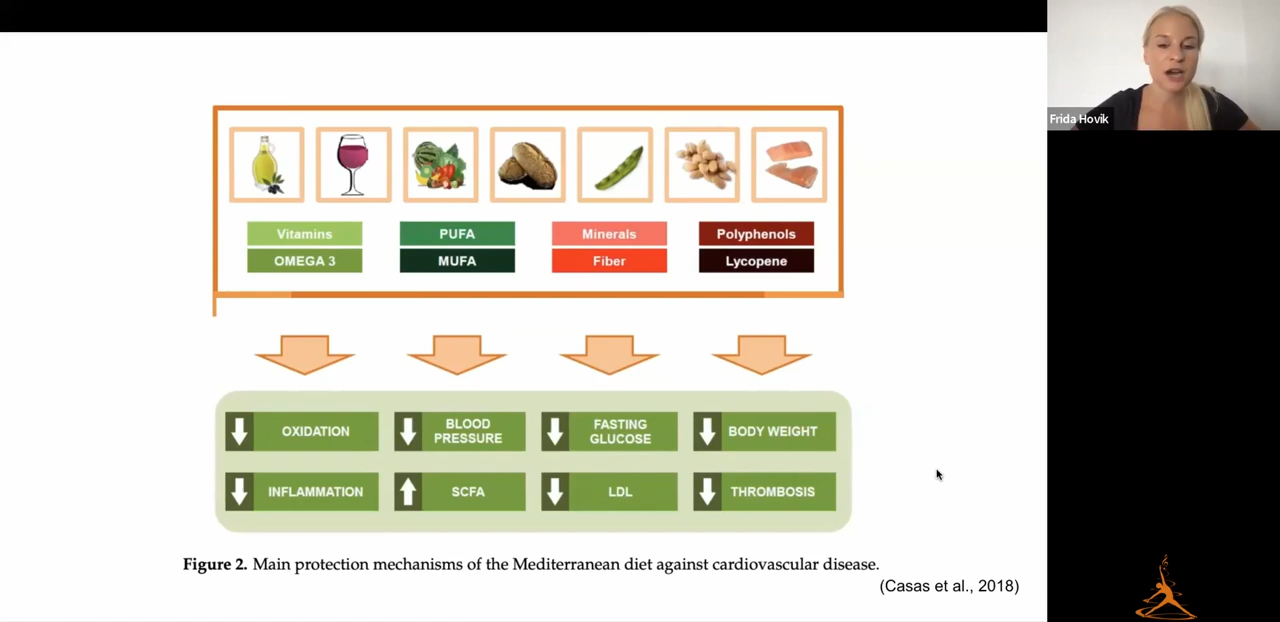 Frida Hovik
Vitamins
PUFA
Minerals
Polyphenols
OMEGA 3
MUFA
Fiber
Lycopene
OXIDATION
BLOOD
PRESSURE
FASTING
GLUCOSE
BODY WEIGHT
INFLAMMATION
SCFA
LDL
THROMBOSIS
Figure 2. Main protection mechanisms of the Mediterranean diet against cardiovascular disease.
(Casas et al., 2018)